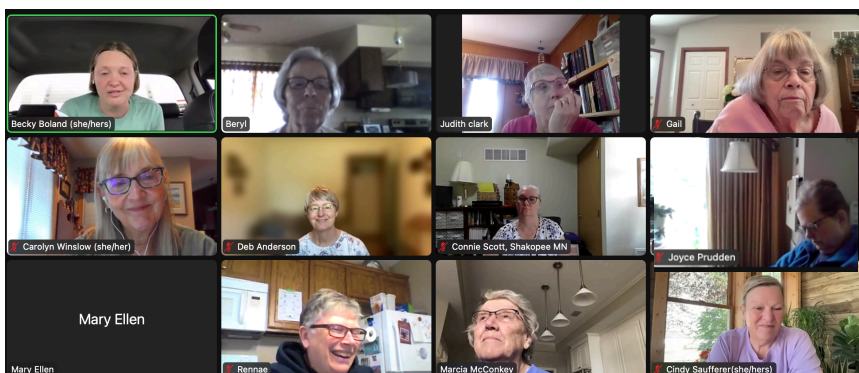 Becky Boland (she/hers)
Beryl
Judith clark
Gail
Carolyn Winslow (she/her)
Deb Anderson
Connie Scott, Shakopee MN
Joyce Prudden
Mary Ellen
Mary Ellen
Rennae
Marcia McConkey
Cindy Saufferer(she/hers)